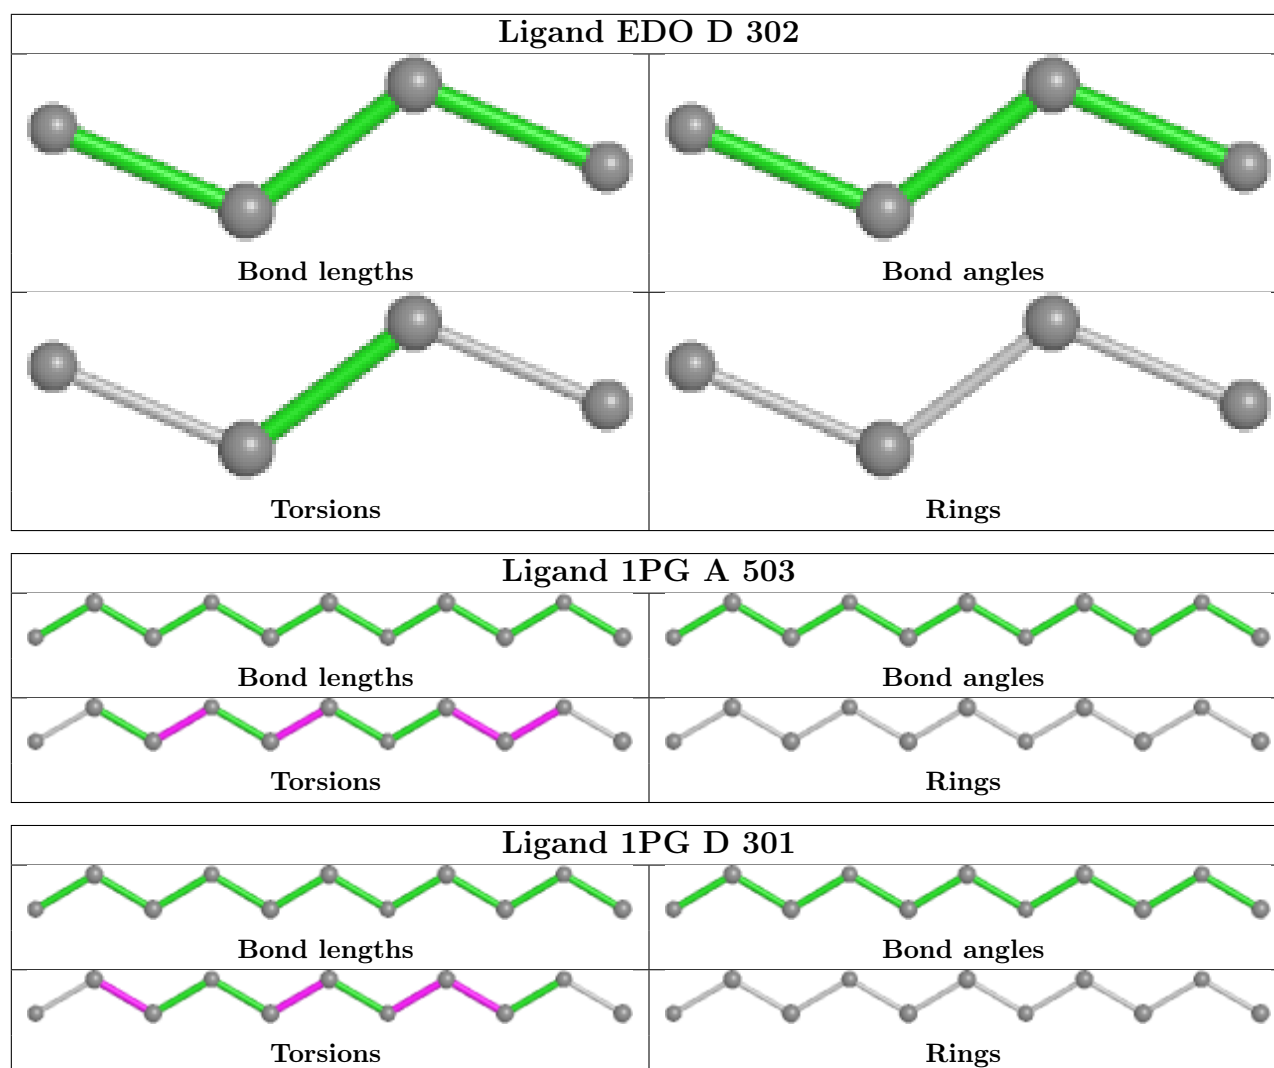 Ligand EDO D 302
Bond lengths Bond angles
Torsions Rings
Ligand 1PG A 503
Bond lengths Bond angles
Torsions Rings
Ligand 1PG D 301
Bond lengths Bond angles
Torsions Rings